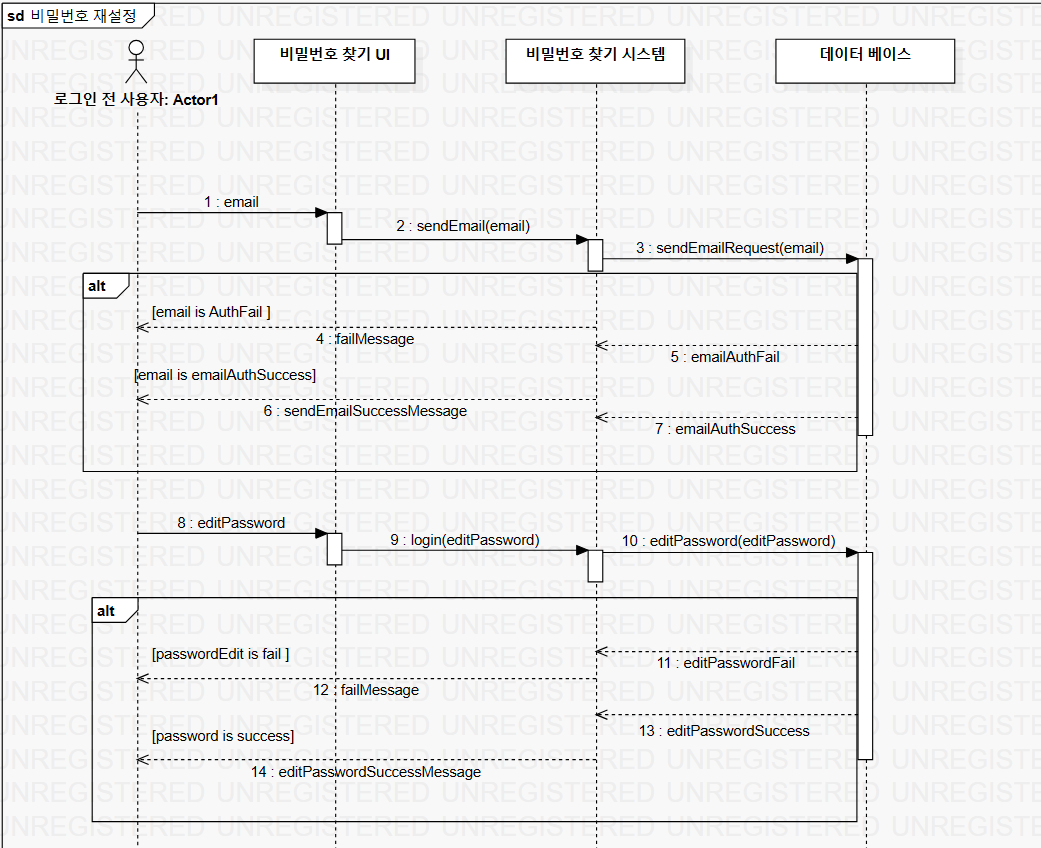 sd 비밀번호 재설정
로그인 전 사용자: Actor1
비밀번호 찾기 UI
비밀번호 찾기 시스템
데이터 베이스
1 : email
2 : sendEmail(email)
3 : sendEmailRequest(email)
alt
[email is AuthFail ]
4 : failMessage
5 : emailAuthFail
[email is emailAuthSuccess]
6 : sendEmailSuccessMessage
7 : emailAuthSuccess
8 : editPassword
9 : login(editPassword)
10 : editPassword(editPassword)
alt
[passwordEdit is fail ]
11 : editPasswordFail
12 : failMessage
13 : editPasswordSuccess
[password is success]
14 : editPasswordSuccessMessage
UNREGISTERED